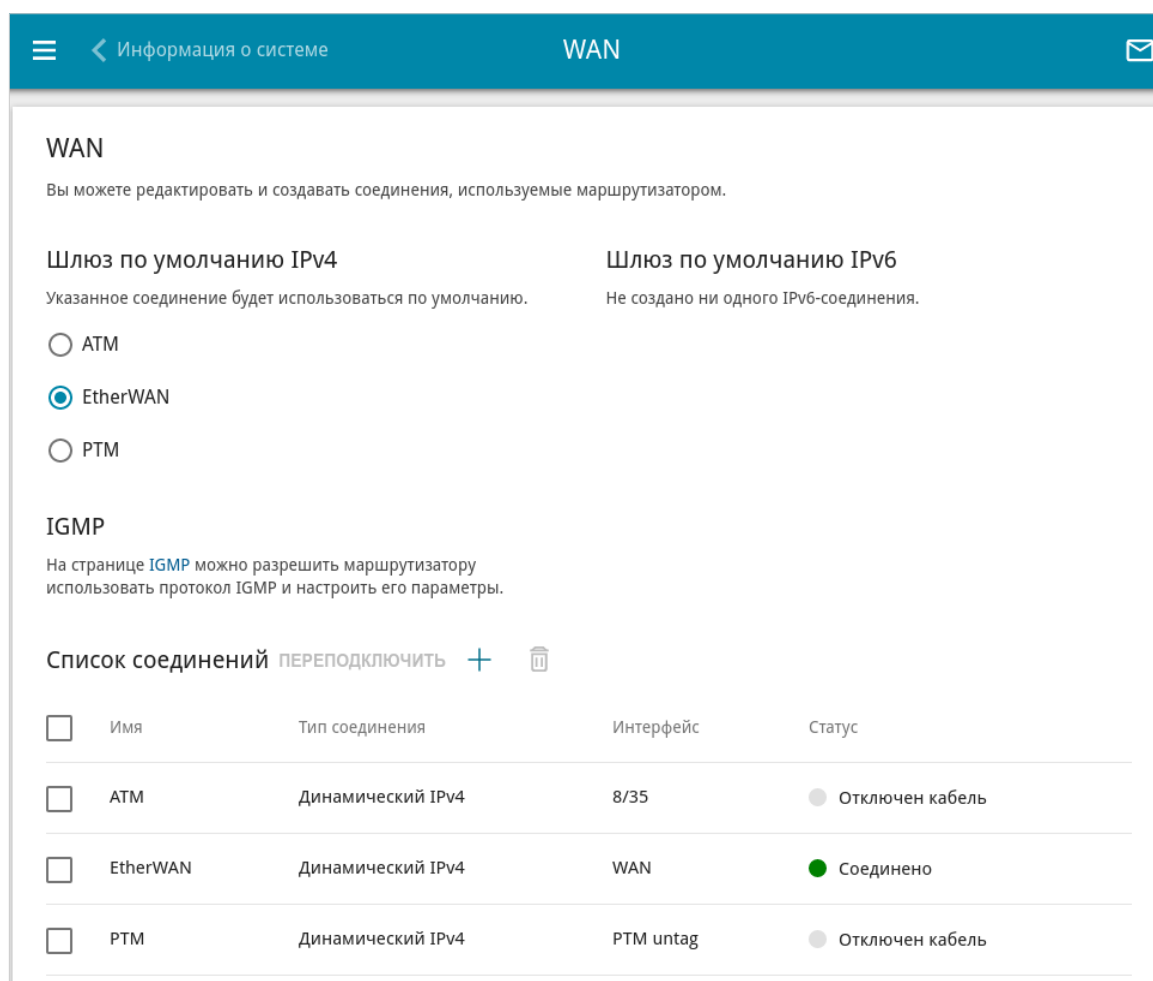 Информация о системе
WAN
WAN
Вы можете редактировать и создавать соединения, используемые маршрутизатором.
Шлюз по умолчанию IPv4
Указанное соединение будет использоваться по умолчанию.
ATM
EtherWAN
PTM
Шлюз по умолчанию IPv6
Не создано ни одного IPv6-соединения.
IGMP
На странице IGMP можно разрешить маршрутизатору
использовать протокол IGMP и настроить его параметры.
Список соединений ПЕРЕПОДКЛЮЧИТЬ
Имя Тип соединения Интерфейс Статус
ATM Динамический IPv4 8/35 Отключен кабель
EtherWAN Динамический IPv4 WAN Соединено
PTM Динамический IPv4 PTM untag Отключен кабель